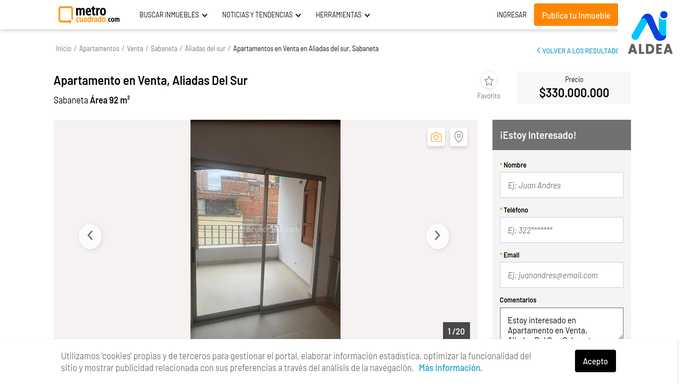 metro
cuadrado.com
BUSCAR INMUEBLES
NOTICIAS Y TENDENCIAS
HERRAMIENTAS
INGRESAR
Publica tu Inmueble
ALDEA
Inicio / Apartamentos / Venta / Sabaneta / Aliadas del sur / Apartamentos en Venta en Aliadas del sur, Sabaneta
VOLVER A LOS RESULTADO
Apartamento en Venta, Aliadas Del Sur
Sabaneta Área 92 m²
Favorito
Precio
$330.000.000
¡Estoy Interesado!
* Nombre
Ej: Juan Andres
* Teléfono
Ej: 322*******
* Email
Ej: juanandres@email.com
Comentarios
Estoy interesado en
Apartamento en Venta,
1 / 20
Utilizamos 'cookies' propias y de terceros para gestionar el portal, elaborar información estadística, optimizar la funcionalidad del
sitio y mostrar publicidad relacionada con sus preferencias a través del análisis de la navegación. Más información.
Acepto